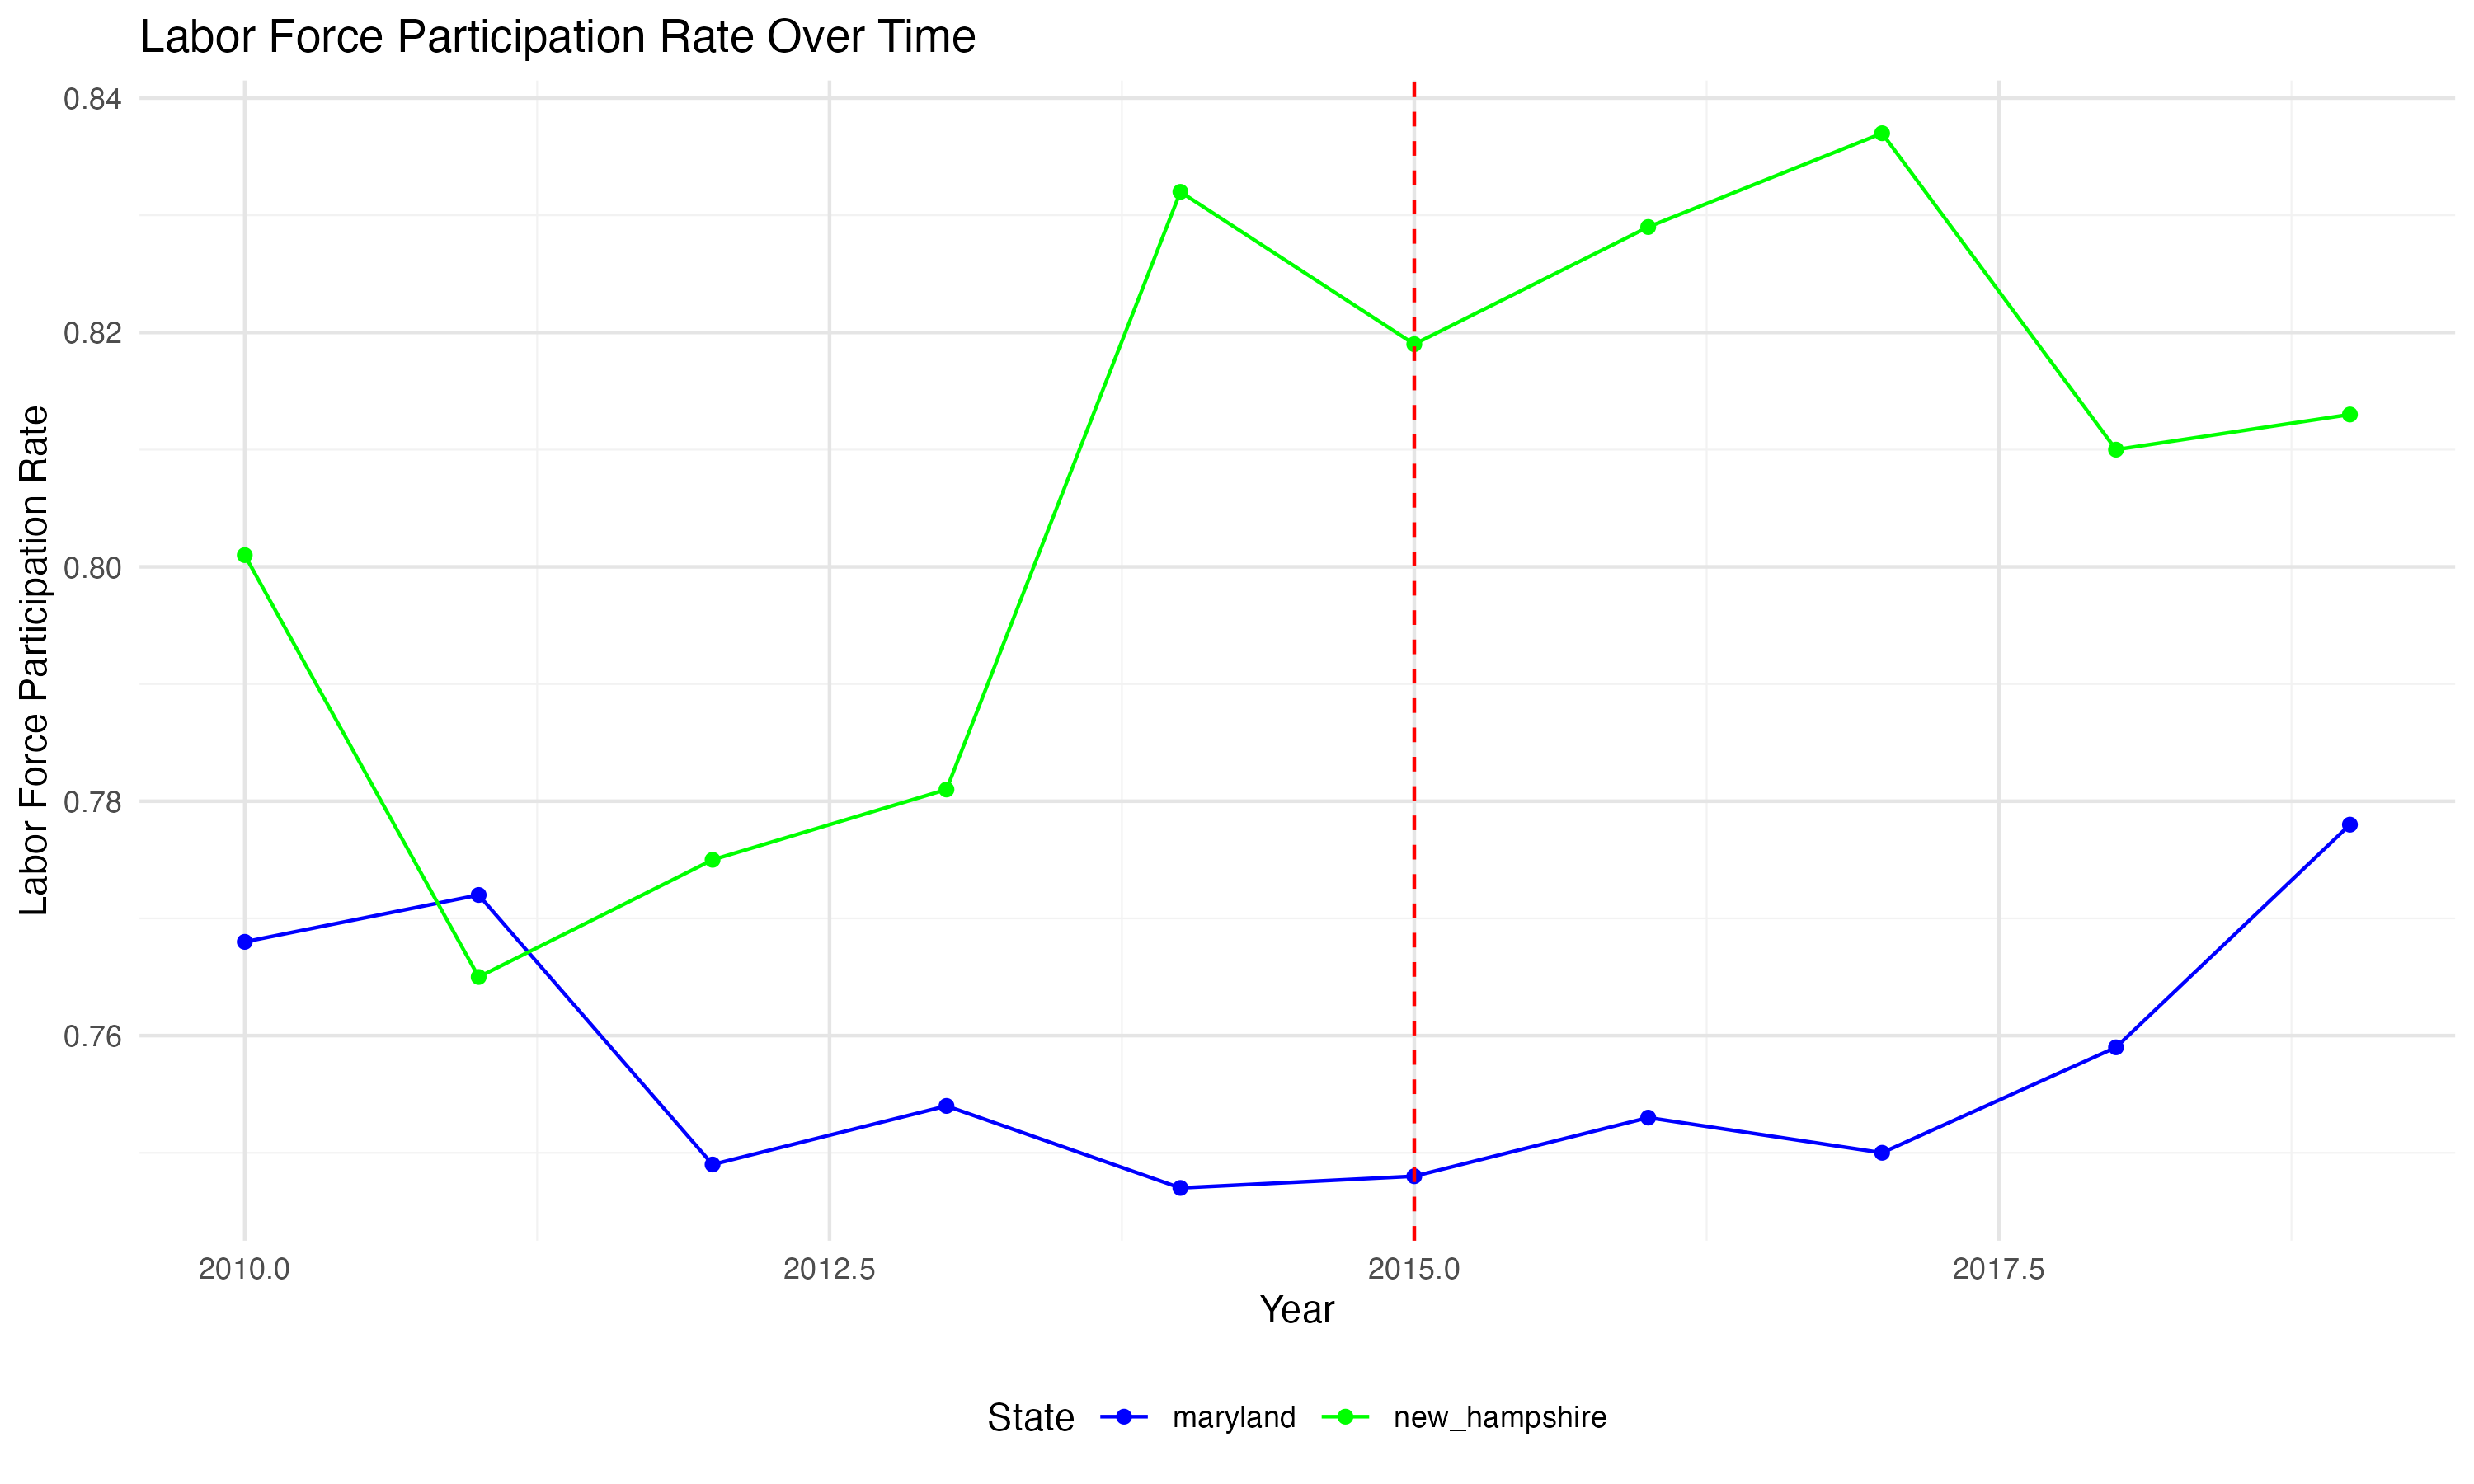 Labor Force Participation Rate Over Time
Labor Force Participation Rate
0.84
0.82
0.80
0.78
0.76
2010.0 2012.5 2015.0 2017.5
Year
State maryland new_hampshire